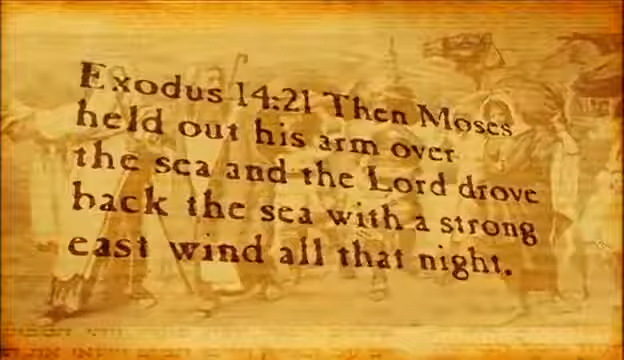 Exodus 14:21 Then Moses
held out his arm over
the sea and the Lord drove
back the sea with a strong
east wind all that night.